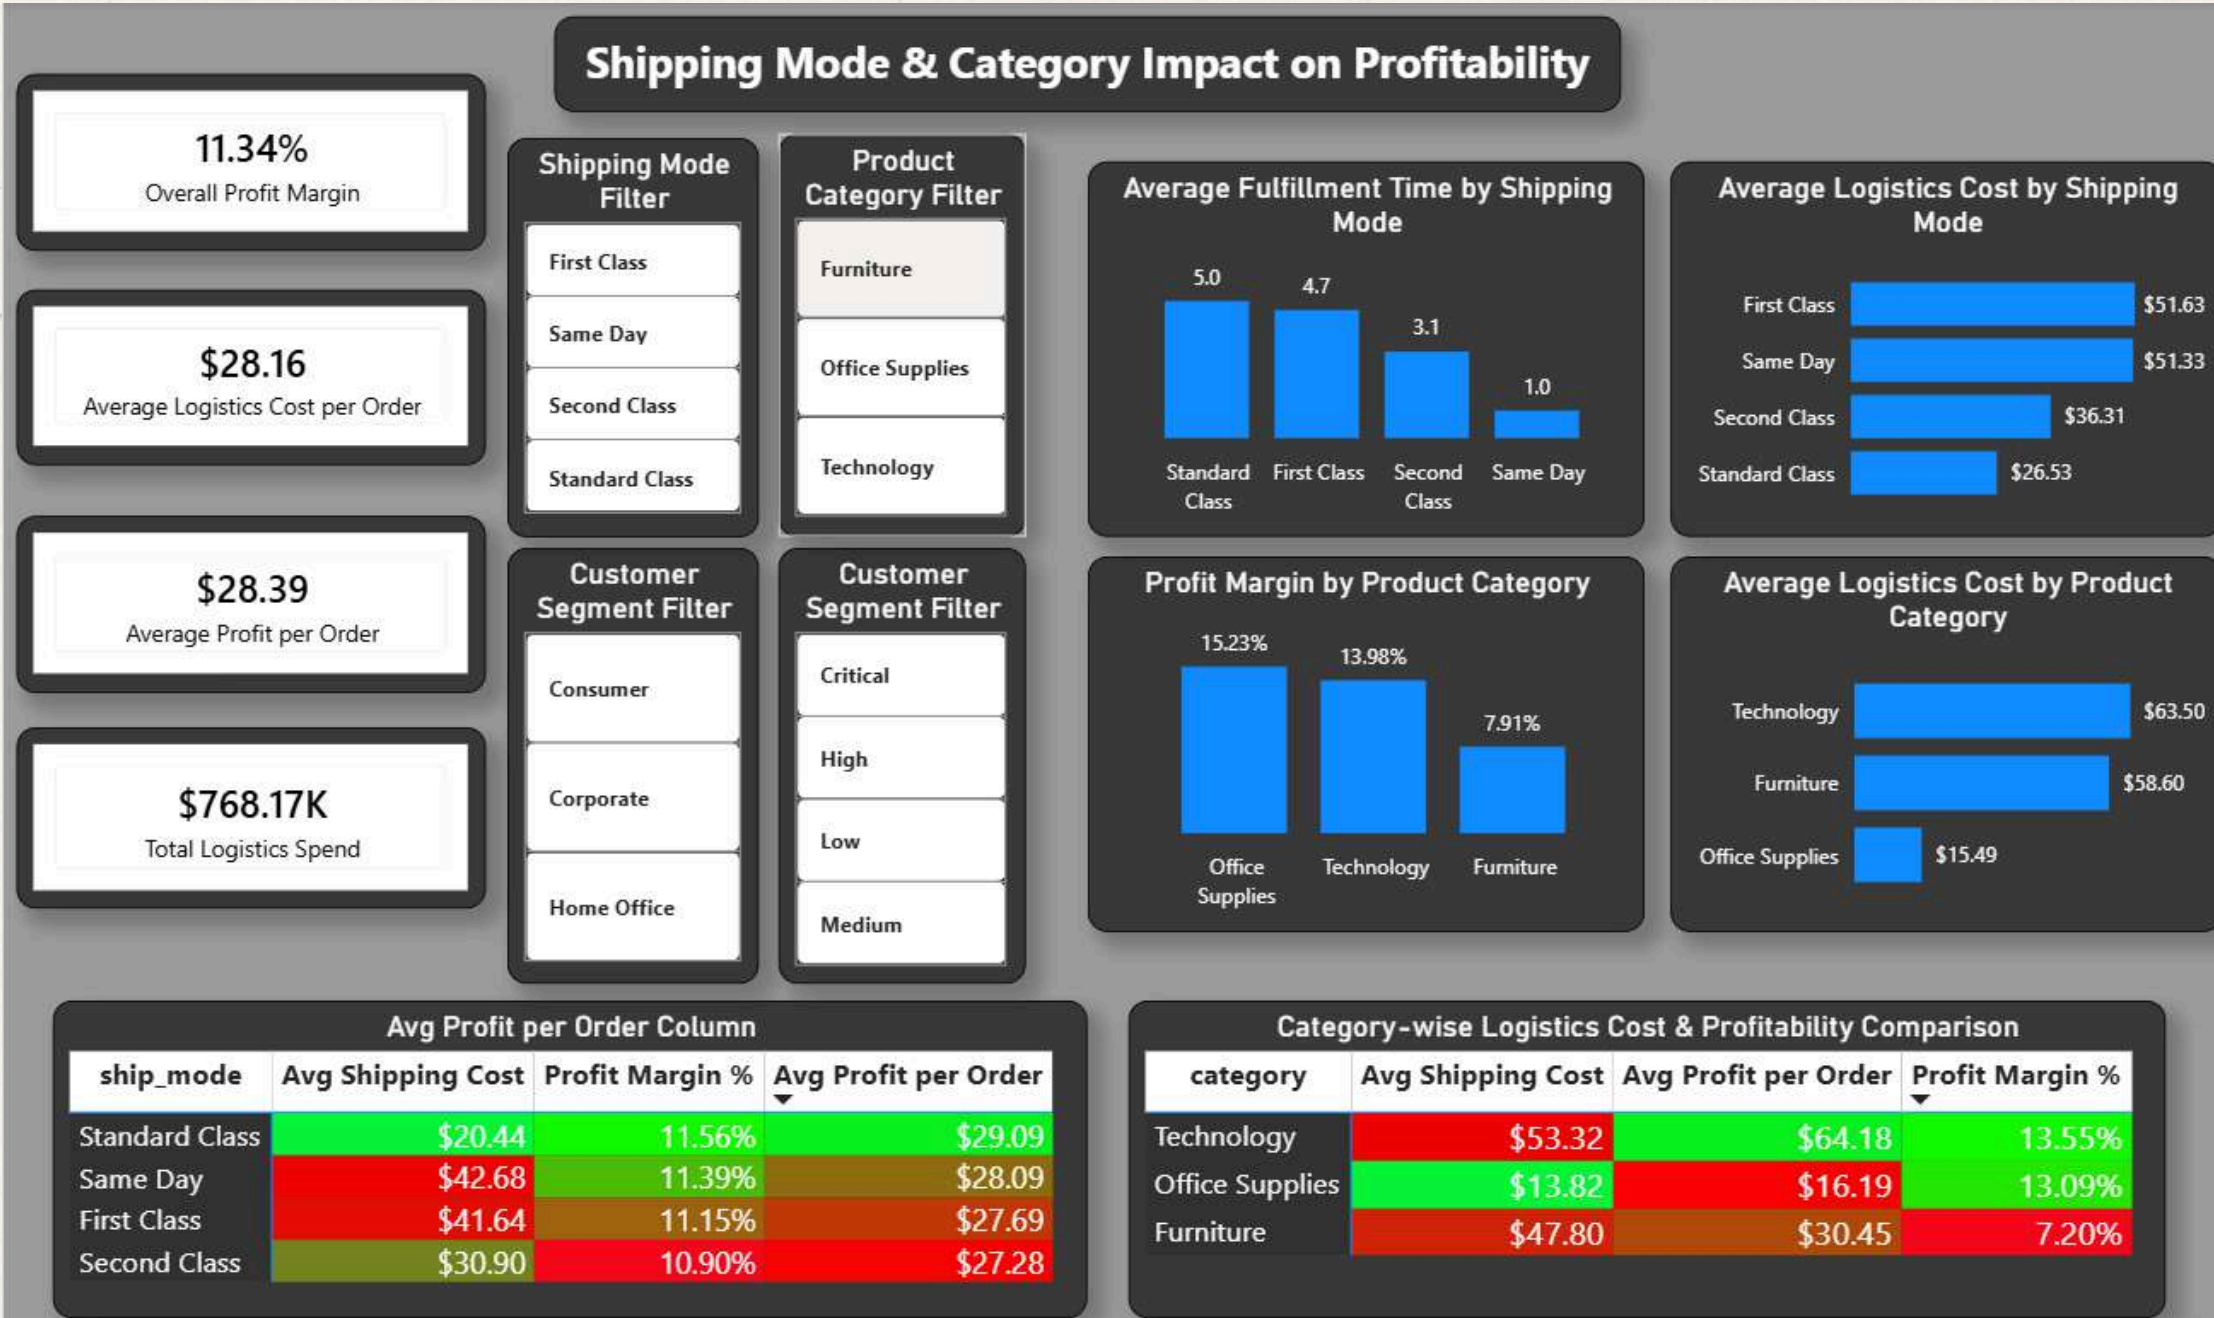 Shipping Mode & Category Impact on Profitability
11.34%
Overall Profit Margin
$28.16
Average Logistics Cost per Order
$28.39
Average Profit per Order
$768.17K
Total Logistics Spend
Shipping Mode
Filter
First Class
Same Day
Second Class
Standard Class
Product
Category Filter
Furniture
Office Supplies
Technology
Customer
Segment Filter
Consumer
Corporate
Home Office
Customer
Segment Filter
Critical
High
Low
Medium
Average Fulfillment Time by Shipping
Mode
5.0
4.7
3.1
1.0
Standard
Class
First Class
Second
Class
Same Day
Average Logistics Cost by Shipping
Mode
First Class $51.63
Same Day $51.33
Second Class $36.31
Standard Class $26.53
Profit Margin by Product Category
15.23%
13.98%
7.91%
Office
Supplies
Technology
Furniture
Average Logistics Cost by Product
Category
Technology $63.50
Furniture $58.60
Office Supplies $15.49
Avg Profit per Order Column
ship_mode Avg Shipping Cost Profit Margin % Avg Profit per Order
Standard Class $20.44 11.56% $29.09
Same Day $42.68 11.39% $28.09
First Class $41.64 11.15% $27.69
Second Class $30.90 10.90% $27.28
Category-wise Logistics Cost & Profitability Comparison
category Avg Shipping Cost Avg Profit per Order Profit Margin %
Technology $53.32 $64.18 13.55%
Office Supplies $13.82 $16.19 13.09%
Furniture $47.80 $30.45 7.20%